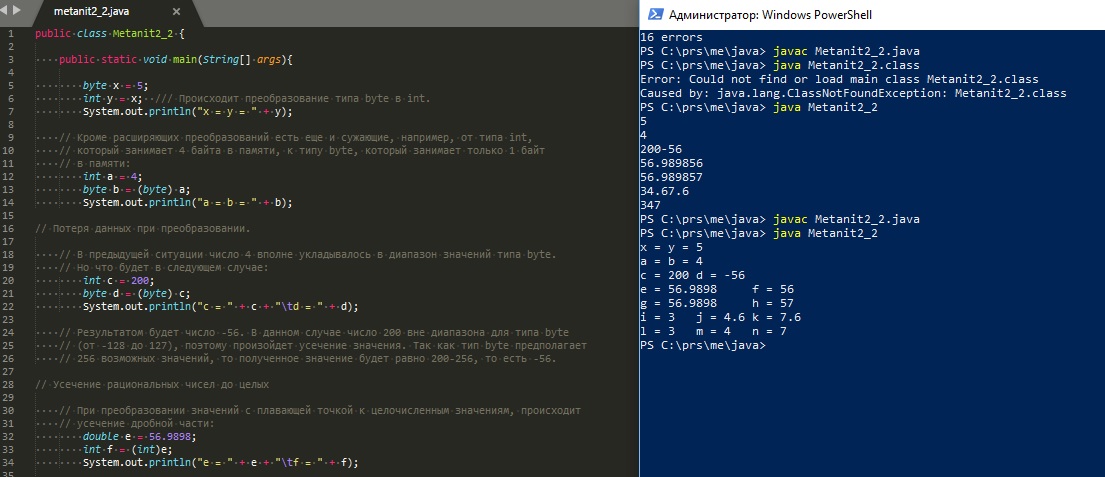 metanit2_2.java ×
1 public class Metanit2_2 {
2
3 public static void main(String[] args){
4
5 byte x = 5;
6 int y = x; /// Происходит преобразование типа byte в int.
7 System.out.println("x = y = " + y);
8
9 // Кроме расширяющих преобразований есть еще и сужающие, например, от типа int,
10 // который занимает 4 байта в памяти, к типу byte, который занимает только 1 байт
11 // в памяти:
12 int a = 4;
13 byte b = (byte) a;
14 System.out.println("a = b = " + b);
15
16 // Потеря данных при преобразовании.
17
18 // В предыдущей ситуации число 4 вполне укладывалось в диапазон значений типа byte.
19 // Но что будет в следующем случае:
20 int c = 200;
21 byte d = (byte) c;
22 System.out.println("c = " + c + "\td = " + d);
23
24 // Результатом будет число -56. В данном случае число 200 вне диапазона для типа byte
25 // (от -128 до 127), поэтому произойдет усечение значения. Так как тип byte предполагает
26 // 256 возможных значений, то полученное значение будет равно 200-256, то есть -56.
27
28 // Усечение рациональных чисел до целых
29
30 // При преобразовании значений с плавающей точкой к целочисленным значениям, происходит
31 // усечение дробной части:
32 double e = 56.9898;
33 int f = (int)e;
34 System.out.println("e = " + e + "\tf = " + f);
35
Администратор: Windows PowerShell
16 errors
PS C:\prs\me\java> javac Metanit2_2.java
PS C:\prs\me\java> java Metanit2_2.class
Error: Could not find or load main class Metanit2_2.class
Caused by: java.lang.ClassNotFoundException: Metanit2_2.class
PS C:\prs\me\java> java Metanit2_2
5
4
200-56
56.989856
56.989857
34.67.6
347
PS C:\prs\me\java> javac Metanit2_2.java
PS C:\prs\me\java> java Metanit2_2
x = y = 5
a = b = 4
c = 200 d = -56
e = 56.9898 f = 56
g = 56.9898 h = 57
i = 3 j = 4.6 k = 7.6
l = 3 m = 4 n = 7
PS C:\prs\me\java>